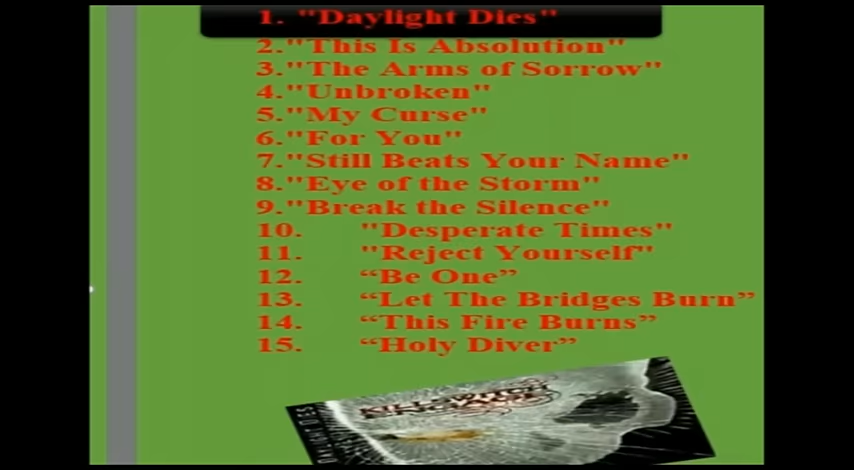 1. "Daylight Dies"
2."This Is Absolution"
3."The Arms of Sorrow"
4."Unbroken"
5."My Curse"
6."For You"
7."Still Beats Your Name"
8."Eye of the Storm"
9."Break the Silence"
10. "Desperate Times"
11. "Reject Yourself"
12. “Be One”
13. “Let The Bridges Burn”
14. “This Fire Burns”
15. “Holy Diver”
KILLSWITCH
ENGAGE